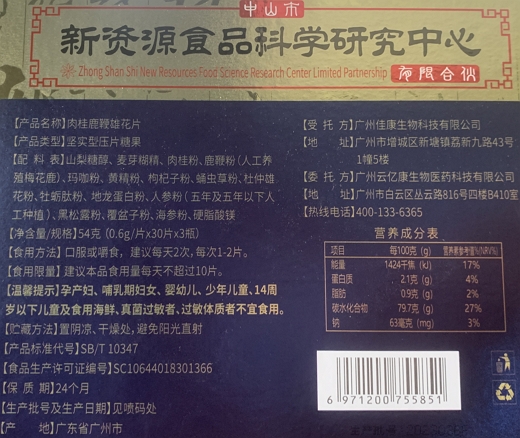 中山市
新资源食品科学研究中心
Zhong Shan Shi New Resources Food Science Research Center Limited Partnership
有限合伙
【产品名称】肉桂鹿鞭雄花片
【产品类型】坚实型压片糖果
【配 料 表】山梨糖醇、麦芽糊精、肉桂粉、鹿鞭粉(人工养
殖梅花鹿)、玛咖粉、黄精粉、枸杞子粉、蛹虫草粉、杜仲雄
花粉、牡蛎肽粉、地龙蛋白粉、人参粉(五年及五年以下人
工种植)、黑松露粉、覆盆子粉、海参粉、硬脂酸镁
【净含量/规格】54克(0.6g/片x30片x3瓶)
【食用方法】口服或嚼食,建议每天2次,每次1-2片。
【食用限量】建议本品食用量每天不超过10片。
【温馨提示】孕产妇、哺乳期妇女、婴幼儿、少年儿童、14周
岁以下儿童及食用海鲜、真菌过敏者、过敏体质者不宜食用。
【贮藏方法】置阴凉、干燥处,避免阳光直射
【产品标准代号】SB/T 10347
【食品生产许可证编号】SC10644018301366
【保 质 期】24个月
【生产批号及生产日期】见喷码处
【产 地】广东省广州市
【受 托 方】广州佳康生物科技有限公司
【地 址】广州市增城区新塘镇荔新九路43号
1幢5楼
【委 托 方】广州云亿康生物医药科技有限公司
【地 址】广州市白云区丛云路816号四楼B410室
【热线电话】400-133-6365
营养成分表
项目 每100克(g) 营养素参考值%(NRV%)
能量 1424千焦(kJ) 17%
蛋白质 2.1克(g) 4%
脂肪 0.9克(g) 2%
碳水化合物 79.7克(g) 27%
钠 63毫克(mg) 3%
6 971200 755851